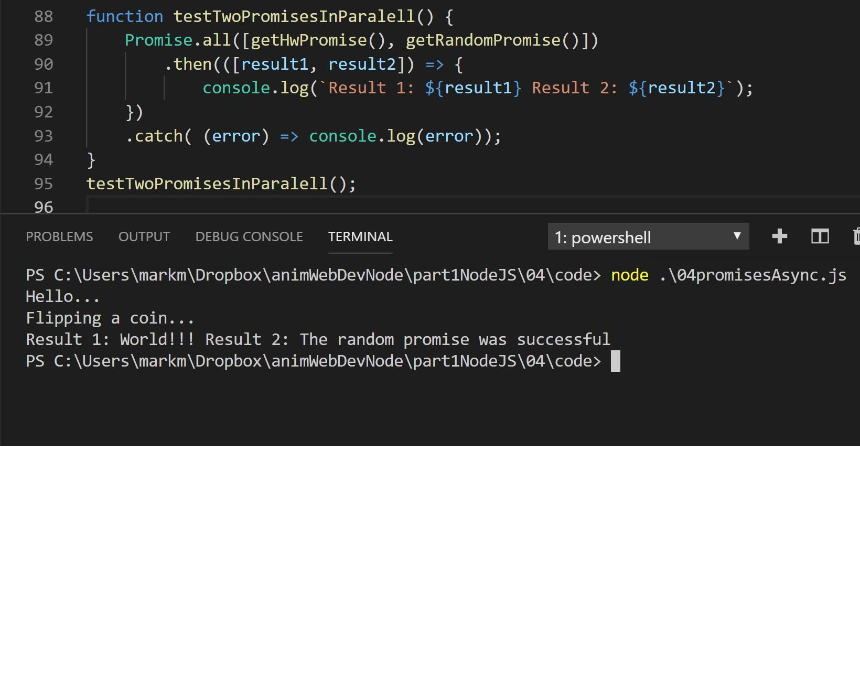 88 function testTwoPromisesInParalell() {
89 Promise.all([getHwPromise(), getRandomPromise()])
90 .then(([result1, result2]) => {
91 console.log(`Result 1: ${result1} Result 2: ${result2}`);
92 })
93 .catch( (error) => console.log(error));
94 }
95 testTwoPromisesInParalell();
96
PROBLEMS OUTPUT DEBUG CONSOLE TERMINAL 1: powershell
PS C:\Users\markm\Dropbox\animWebDevNode\part1NodeJS\04\code> node .\04promisesAsync.js
Hello...
Flipping a coin...
Result 1: World!!! Result 2: The random promise was successful
PS C:\Users\markm\Dropbox\animWebDevNode\part1NodeJS\04\code>